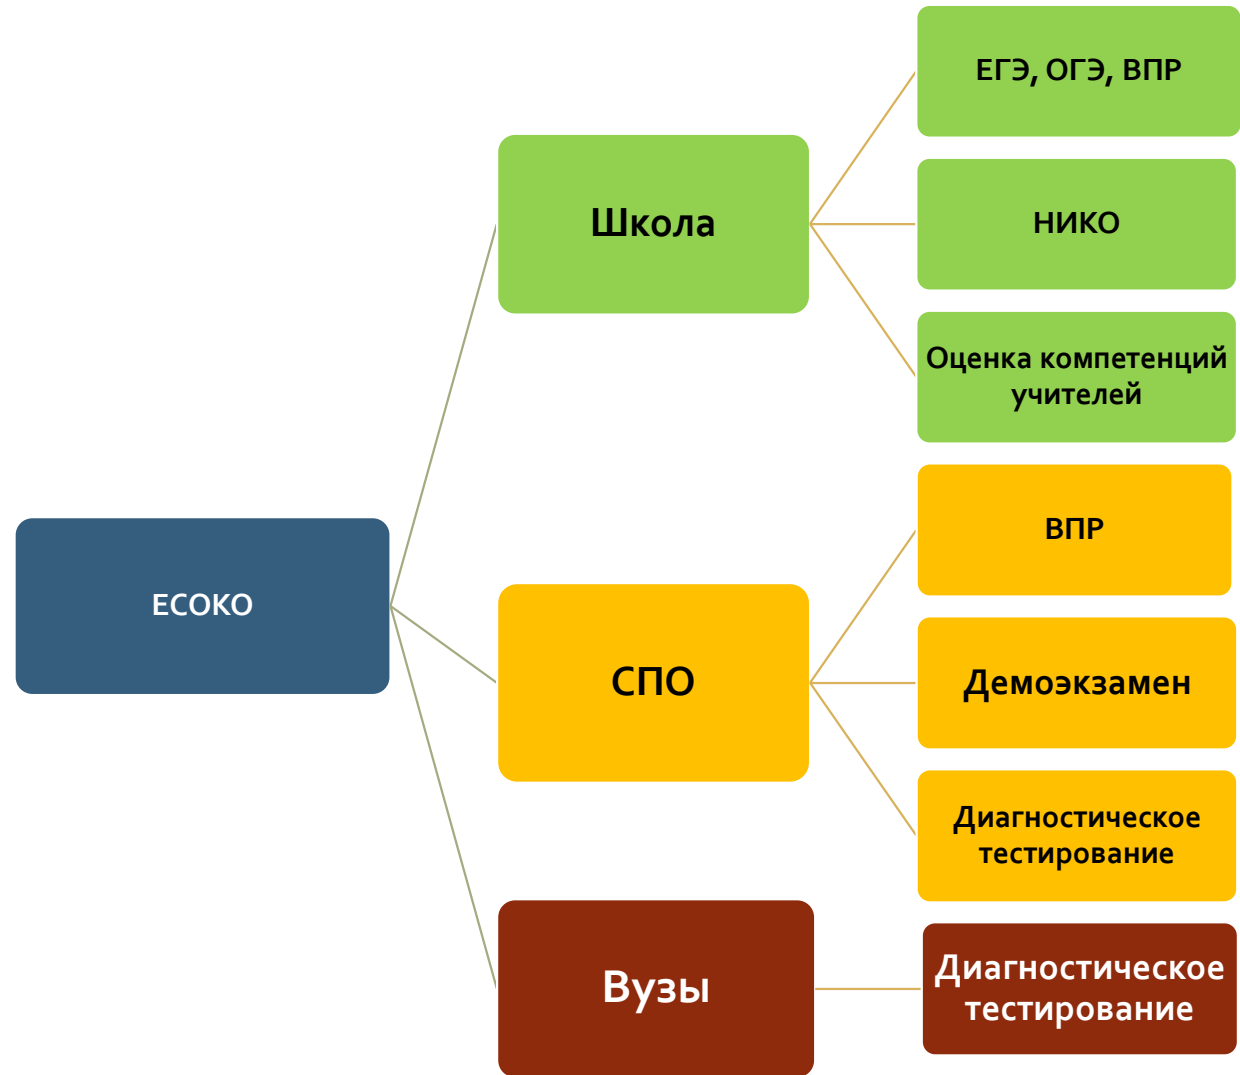 ЕСОКО
Школа
ЕГЭ, ОГЭ, ВПР
НИКО
Оценка компетенций
учителей
СПО
ВПР
Демоэкзамен
Диагностическое
тестирование
Вузы
Диагностическое
тестирование